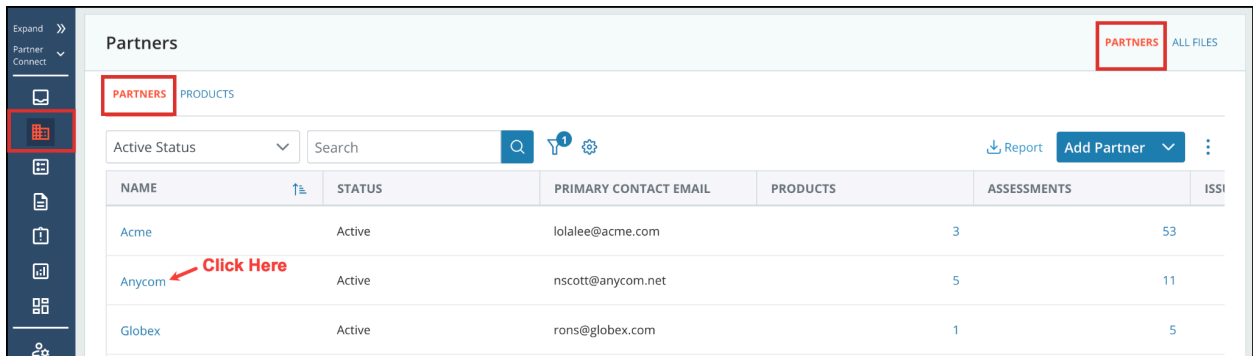 Expand
Partner
Connect
Partners
PARTNERS ALL FILES
PARTNERS PRODUCTS
Active Status Search 1 Report Add Partner
NAME STATUS PRIMARY CONTACT EMAIL PRODUCTS ASSESSMENTS ISSU
Acme Active lolalee@acme.com 3 53
Click Here
Anycom Active nscott@anycom.net 5 11
Globex Active rons@globex.com 1 5